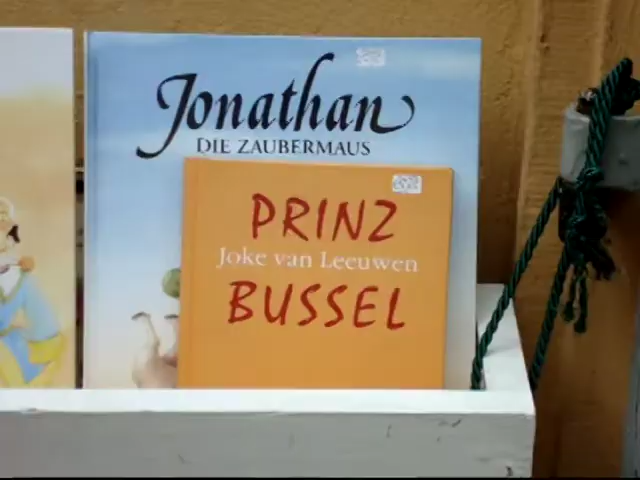 Jonathan
DIE ZAUBERMAUS
PRINZ
Joke van Leeuwen
BUSSEL